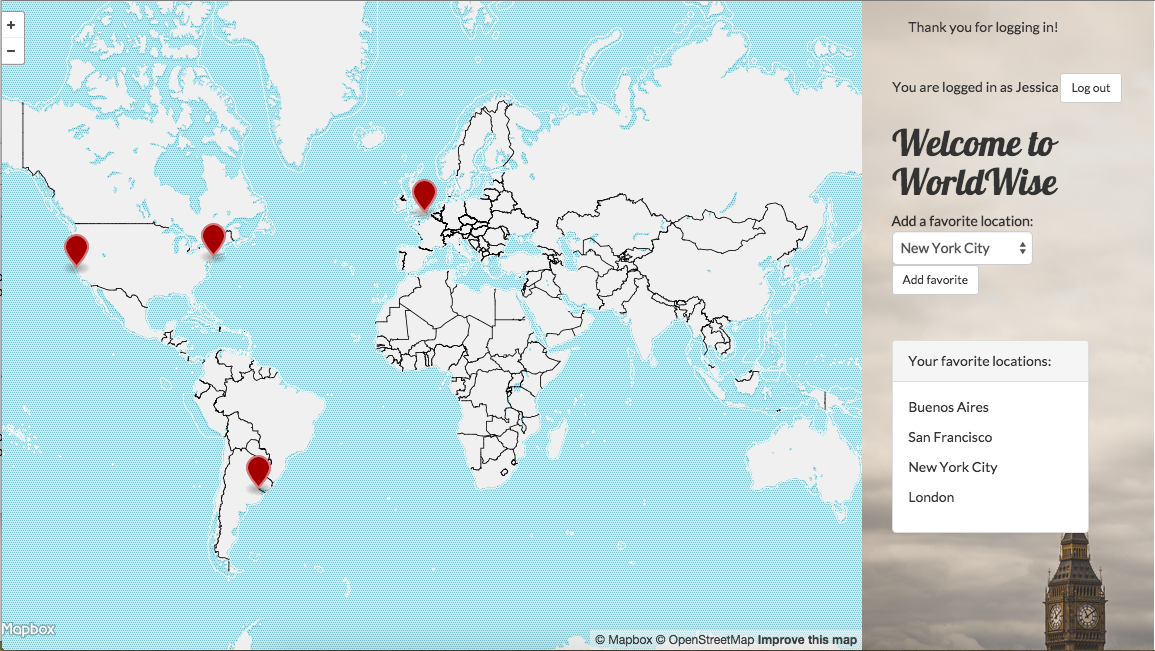 +
−
Thank you for logging in!
You are logged in as Jessica
Log out
Welcome to
WorldWise
Add a favorite location:
New York City
Add favorite
Your favorite locations:
Buenos Aires
San Francisco
New York City
London
Mapbox
© Mapbox © OpenStreetMap Improve this map